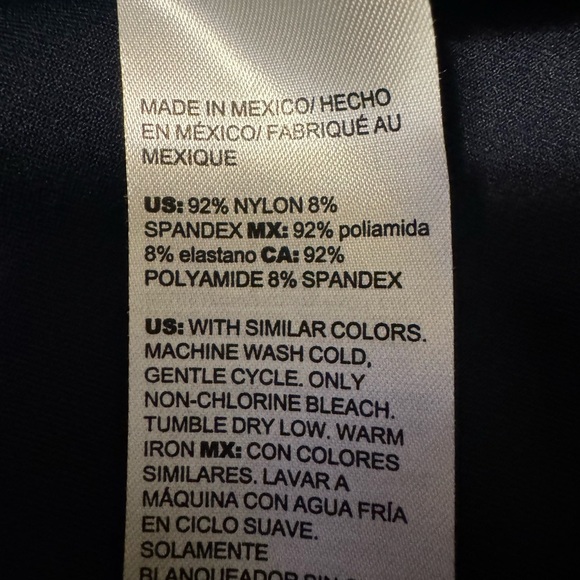 MADE IN MEXICO/ HECHO
EN MÉXICO/ FABRIQUÉ AU
MEXIQUE
US: 92% NYLON 8%
SPANDEX MX: 92% poliamida
8% elastano CA: 92%
POLYAMIDE 8% SPANDEX
US: WITH SIMILAR COLORS.
MACHINE WASH COLD,
GENTLE CYCLE. ONLY
NON-CHLORINE BLEACH.
TUMBLE DRY LOW. WARM
IRON MX: CON COLORES
SIMILARES. LAVAR A
MÁQUINA CON AGUA FRÍA
EN CICLO SUAVE.
SOLAMENTE
BLANQUEADOR